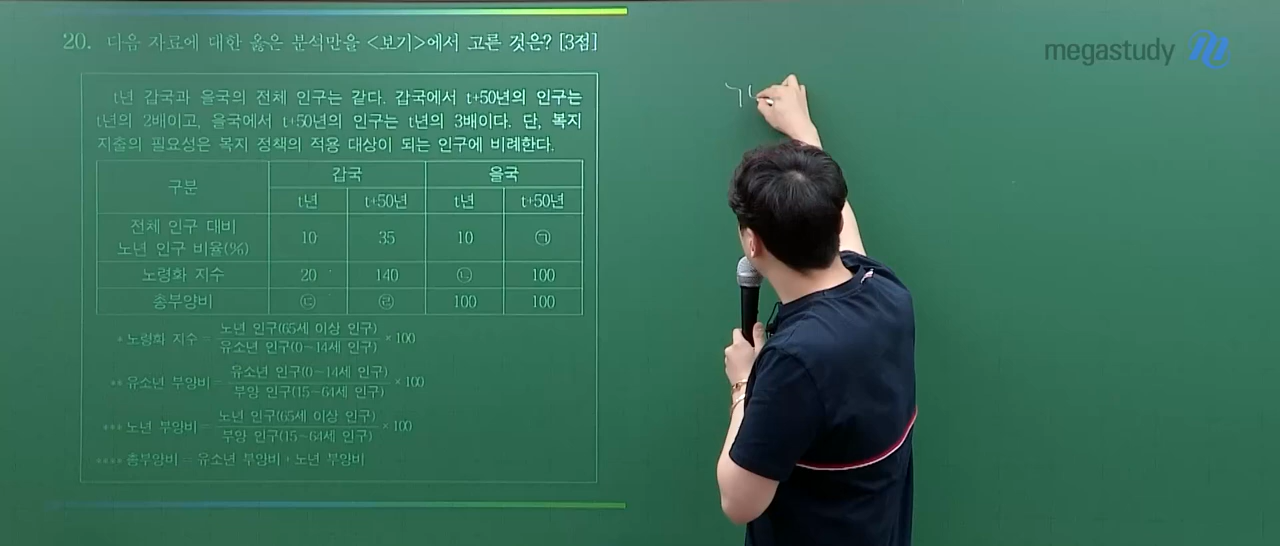 20. 다음 자료에 대한 옳은 분석만을 <보기>에서 고른 것은? [3점]
megastudy
t년 갑국과 을국의 전체 인구는 같다. 갑국에서 t+50년의 인구는
t년의 2배이고, 을국에서 t+50년의 인구는 t년의 3배이다. 단, 복지
지출의 필요성은 복지 정책의 적용 대상이 되는 인구에 비례한다.
구분 갑국 을국
t년 t+50년 t년 t+50년
전체 인구 대비
노년 인구 비율(%) 10 35 10 ㉠
노령화 지수 20 140 ㉡ 100
총부양비 ㉢ ㉣ 100 100
* 노령화 지수 = 노년 인구(65세 이상 인구) / 유소년 인구(0~14세 인구) × 100
** 유소년 부양비 = 유소년 인구(0~14세 인구) / 부양 인구(15~64세 인구) × 100
*** 노년 부양비 = 노년 인구(65세 이상 인구) / 부양 인구(15~64세 인구) × 100
**** 총부양비 = 유소년 부양비 + 노년 부양비